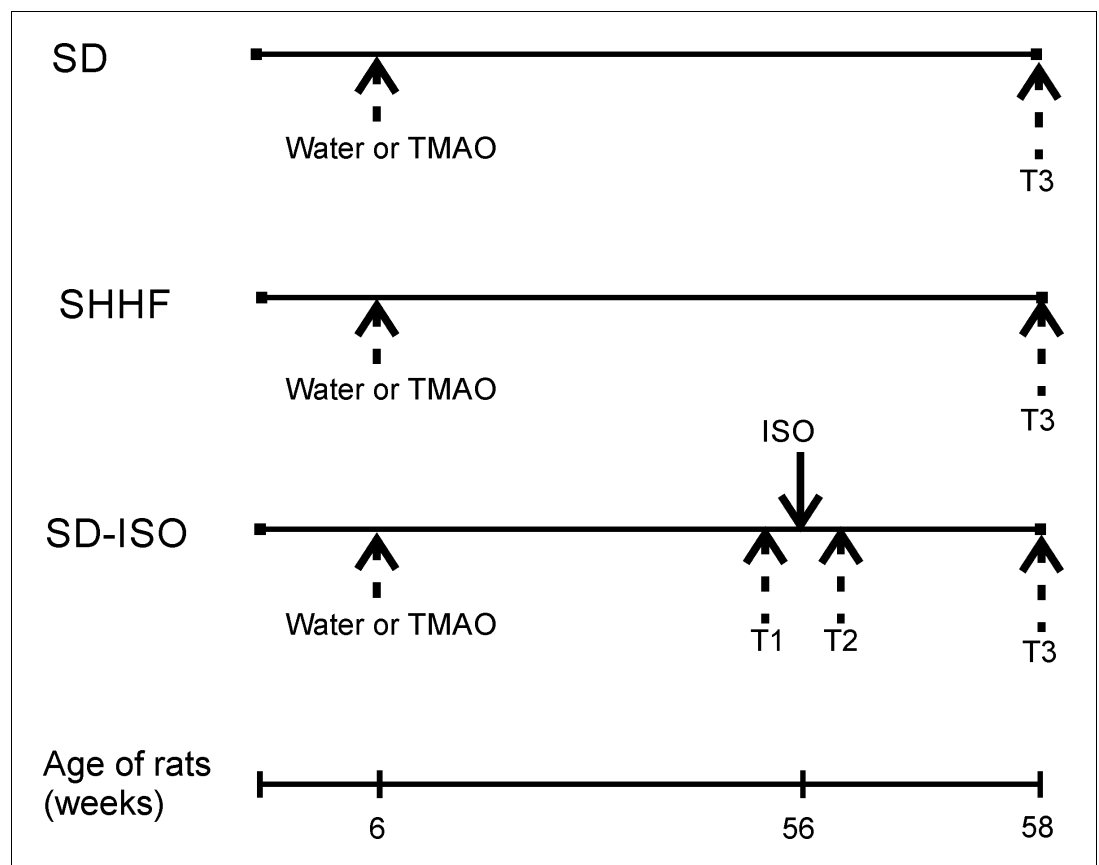 SD
Water or TMAO
T3
SHHF
Water or TMAO
T3
ISO
SD-ISO
Water or TMAO
T1
T2
T3
Age of rats
(weeks)
6
56
58